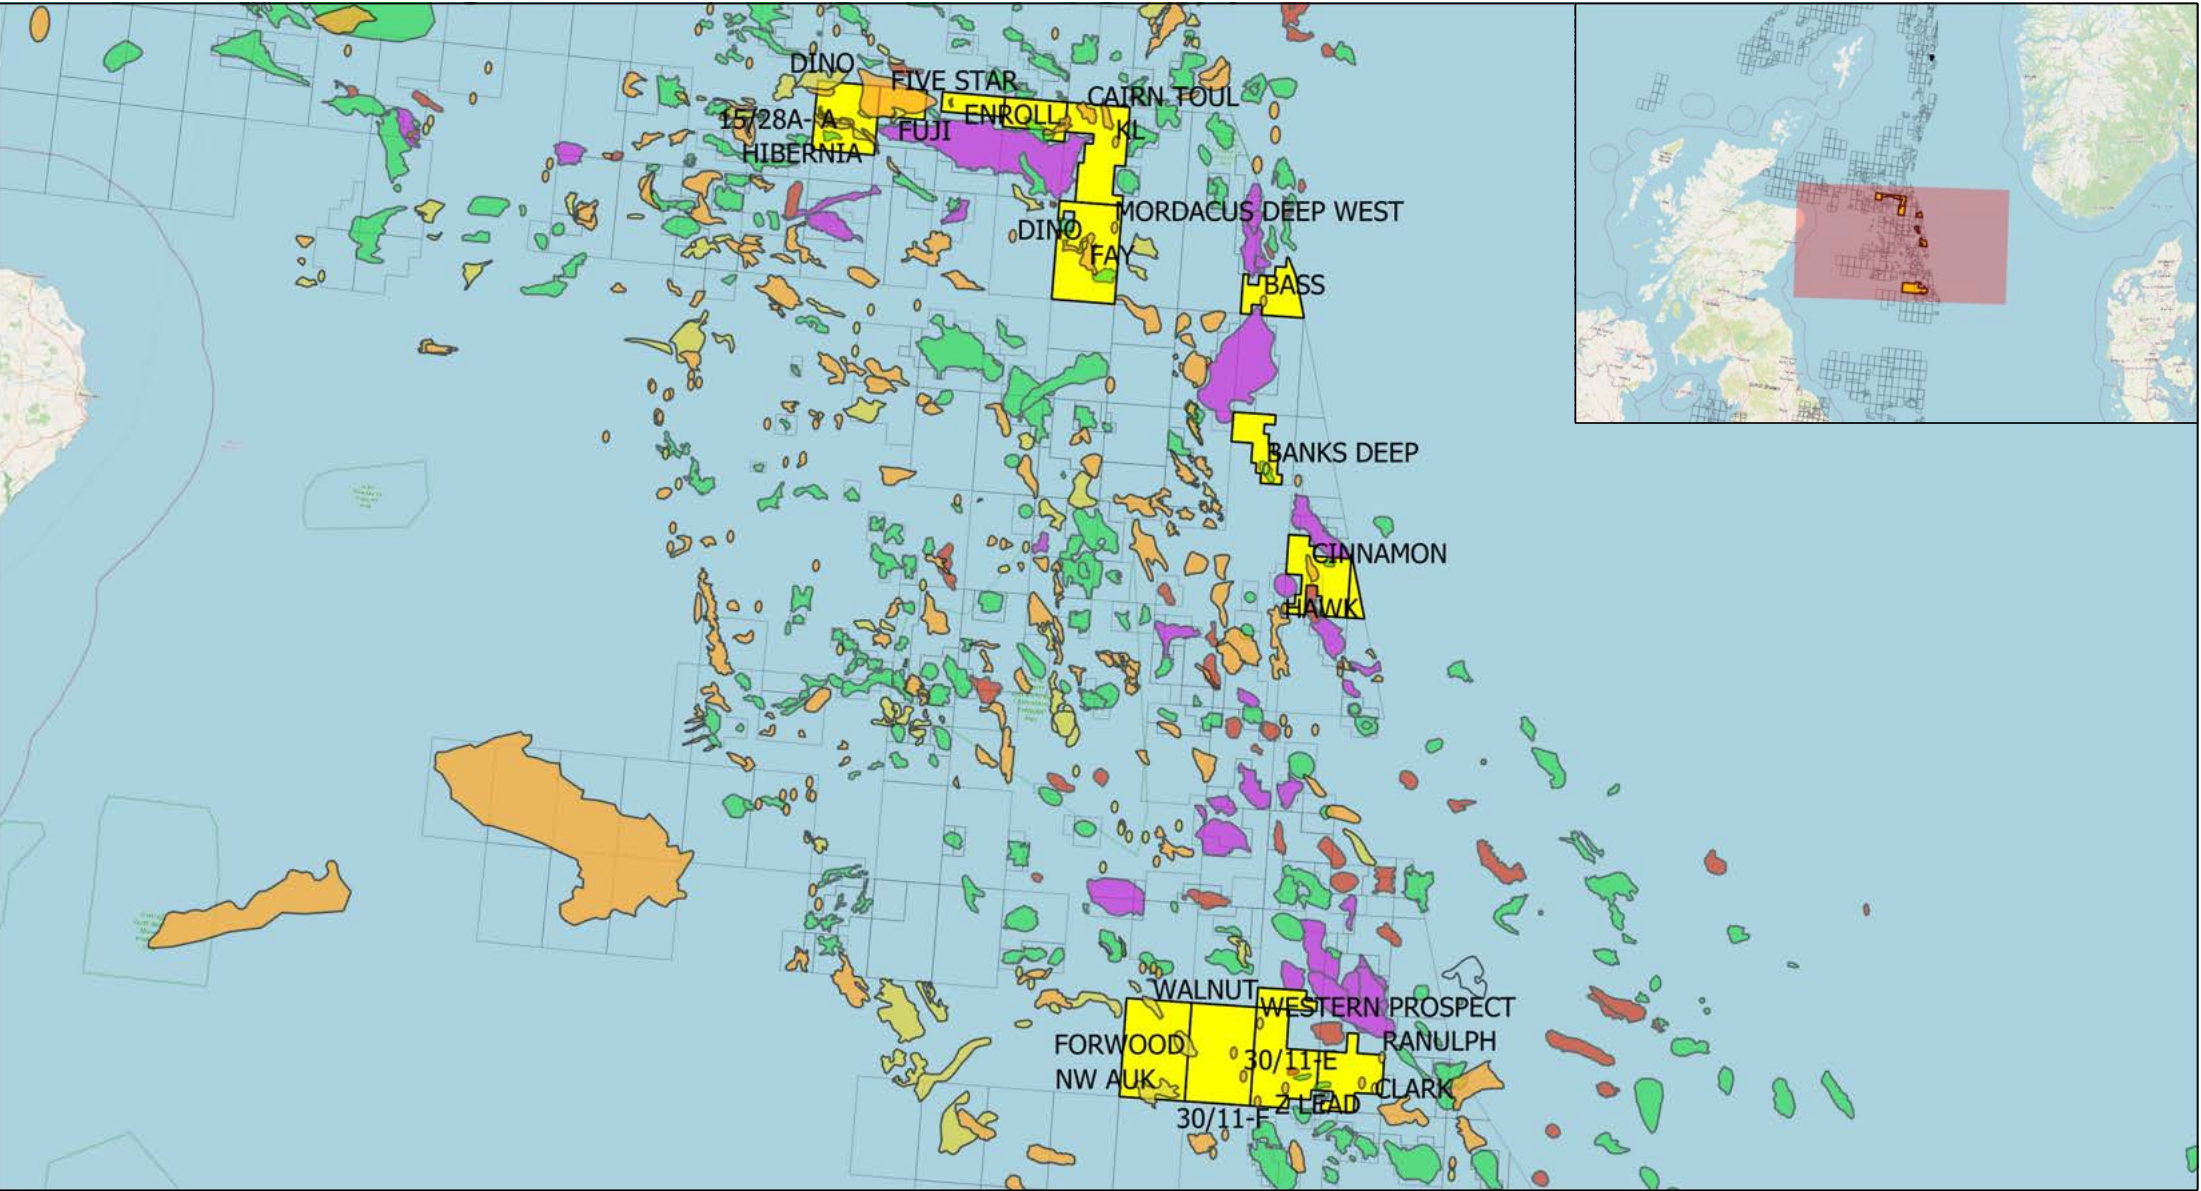 DINO
FIVE STAR
CAIRN TOUL
15/28A- A
ENROLL
FUJI
KL
HIBERNIA
MORDACUS DEEP WEST
DINO
FAY
BASS
BANKS DEEP
CINNAMON
HAWK
WALNUT
WESTERN PROSPECT
FORWOOD
RANULPH
30/11-E
NW AUK
CLARK
Z LEAD
30/11-F